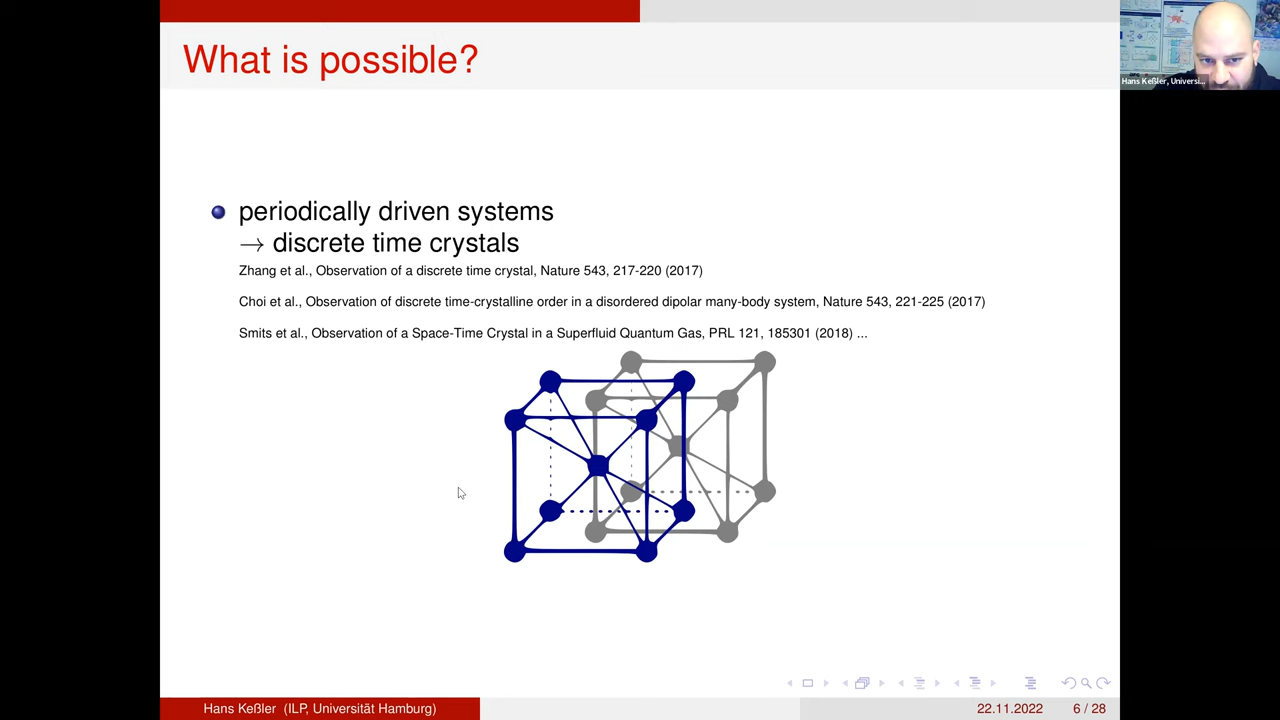 What is possible?
Hans Keßler, Universi...
periodically driven systems
→ discrete time crystals
Zhang et al., Observation of a discrete time crystal, Nature 543, 217-220 (2017)
Choi et al., Observation of discrete time-crystalline order in a disordered dipolar many-body system, Nature 543, 221-225 (2017)
Smits et al., Observation of a Space-Time Crystal in a Superfluid Quantum Gas, PRL 121, 185301 (2018) ...
Hans Keßler (ILP, Universität Hamburg)
22.11.2022
6 / 28